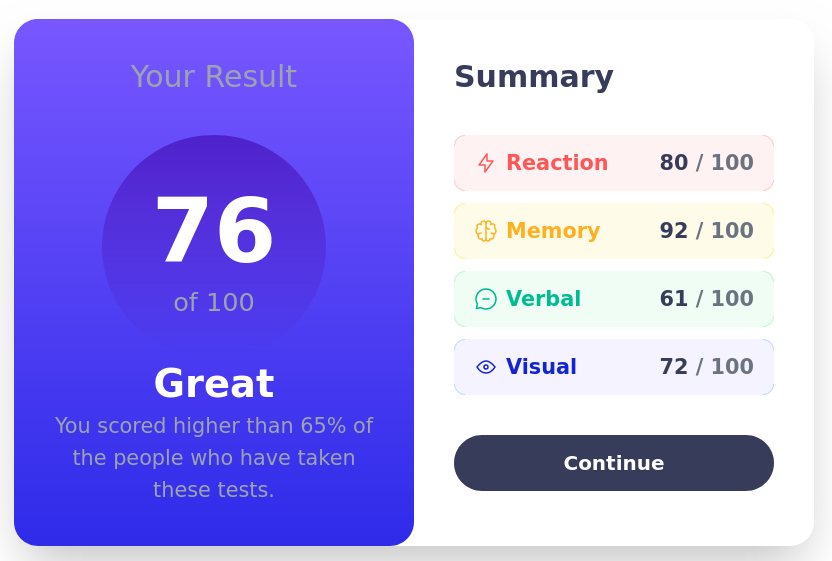 Your Result
76
of 100
Great
You scored higher than 65% of
the people who have taken
these tests.
Summary
Reaction 80 / 100
Memory 92 / 100
Verbal 61 / 100
Visual 72 / 100
Continue